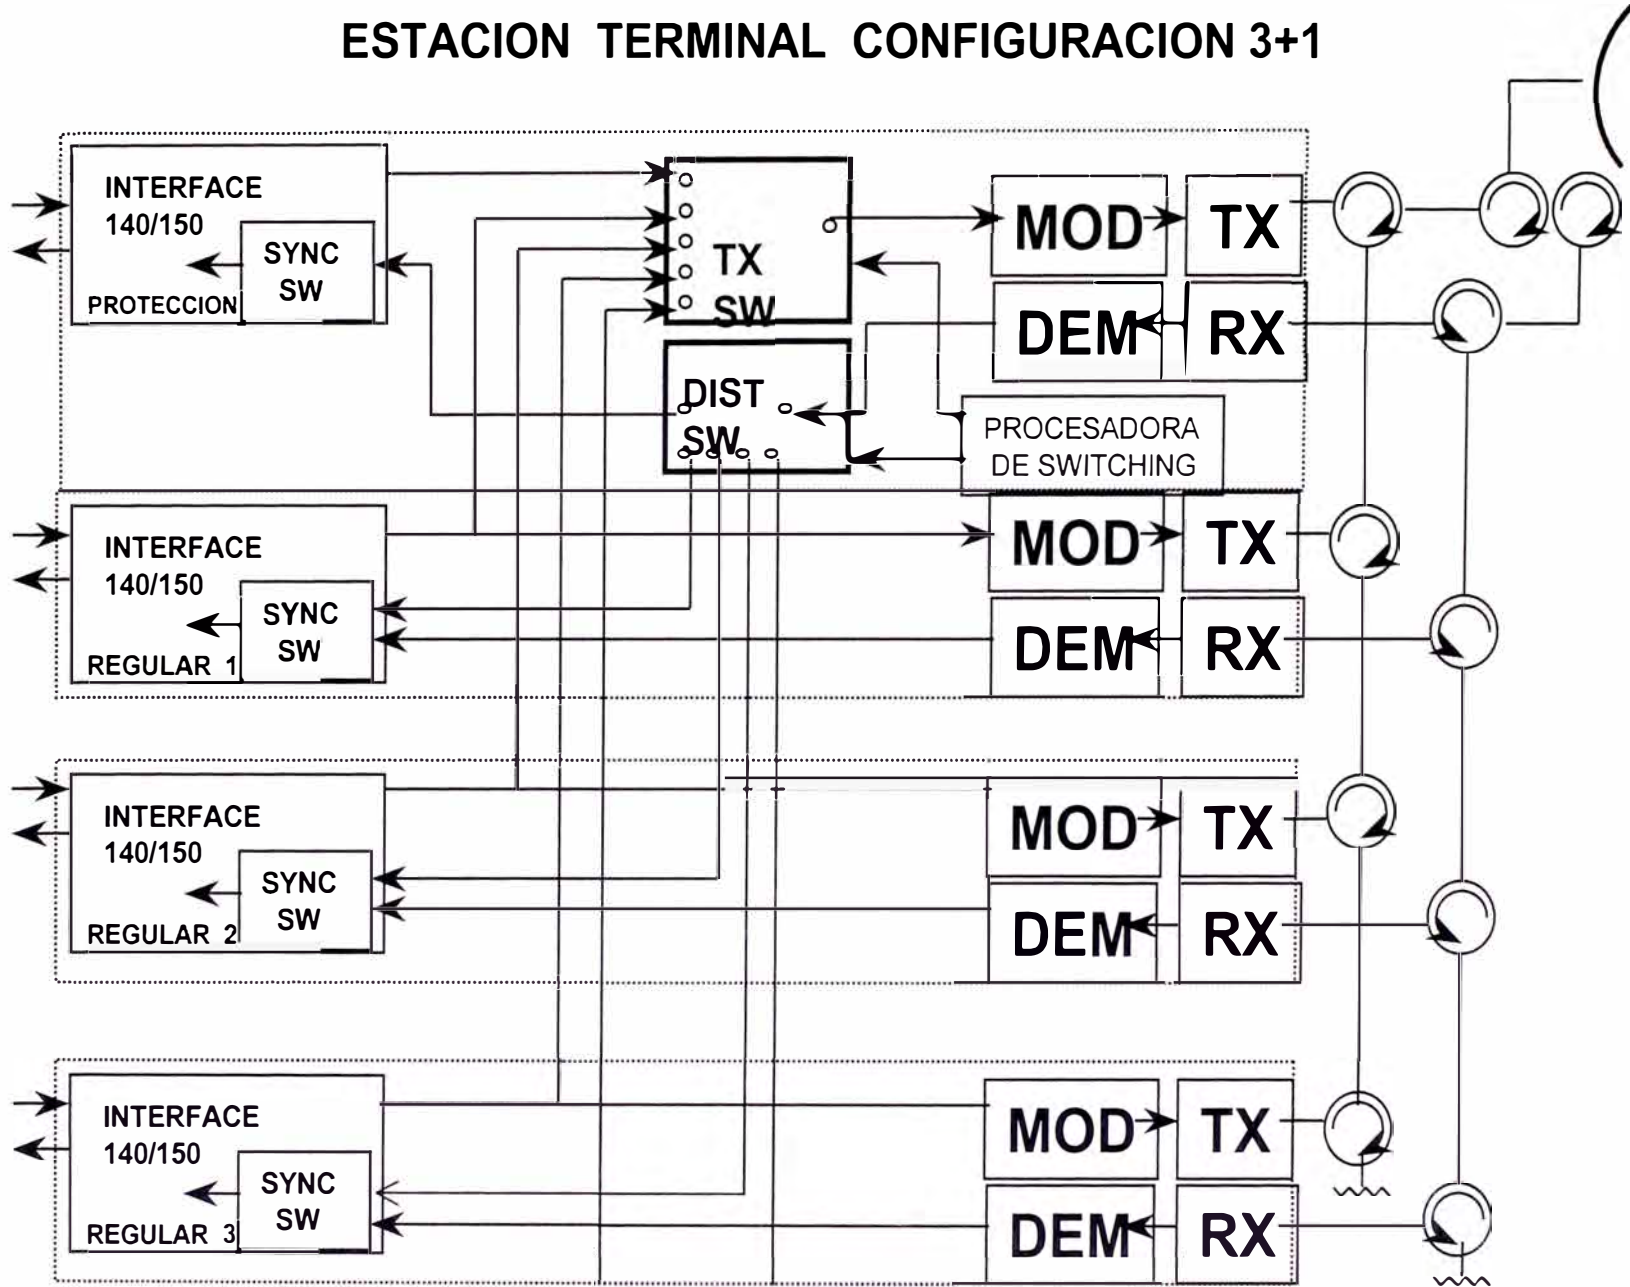 ESTACION TERMINAL CONFIGURACION 3+1
INTERFACE
140/150
SYNC
SW
PROTECCION
TX
SW
MOD
TX
DEM
RX
DIST
SW
PROCESADORA
DE SWITCHING
INTERFACE
140/150
SYNC
SW
REGULAR 1
MOD
TX
DEM
RX
INTERFACE
140/150
SYNC
SW
REGULAR 2
MOD
TX
DEM
RX
INTERFACE
140/150
SYNC
SW
REGULAR 3
MOD
TX
DEM
RX